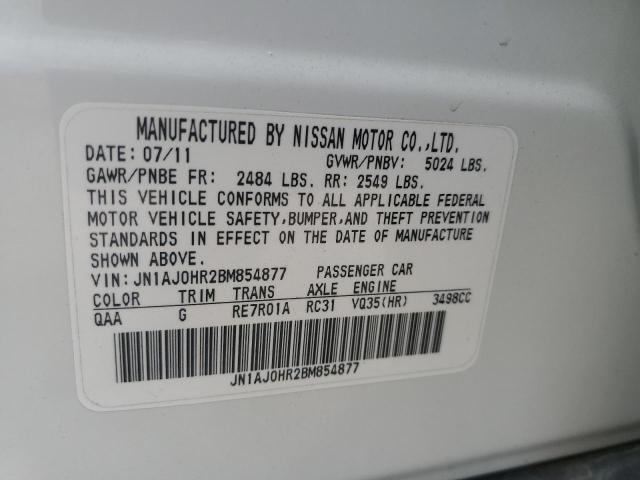 MANUFACTURED BY NISSAN MOTOR CO.,LTD.
DATE: 07/11 GVWR/PNBV: 5024 LBS.
GAWR/PNBE FR: 2484 LBS. RR: 2549 LBS.
THIS VEHICLE CONFORMS TO ALL APPLICABLE FEDERAL
MOTOR VEHICLE SAFETY,BUMPER,AND THEFT PREVENTION
STANDARDS IN EFFECT ON THE DATE OF MANUFACTURE
SHOWN ABOVE.
VIN: JN1AJ0HR2BM854877 PASSENGER CAR
COLOR TRIM TRANS AXLE ENGINE
QAA G RE7R01A RC31 VQ35(HR) 3498CC
JN1AJ0HR2BM854877